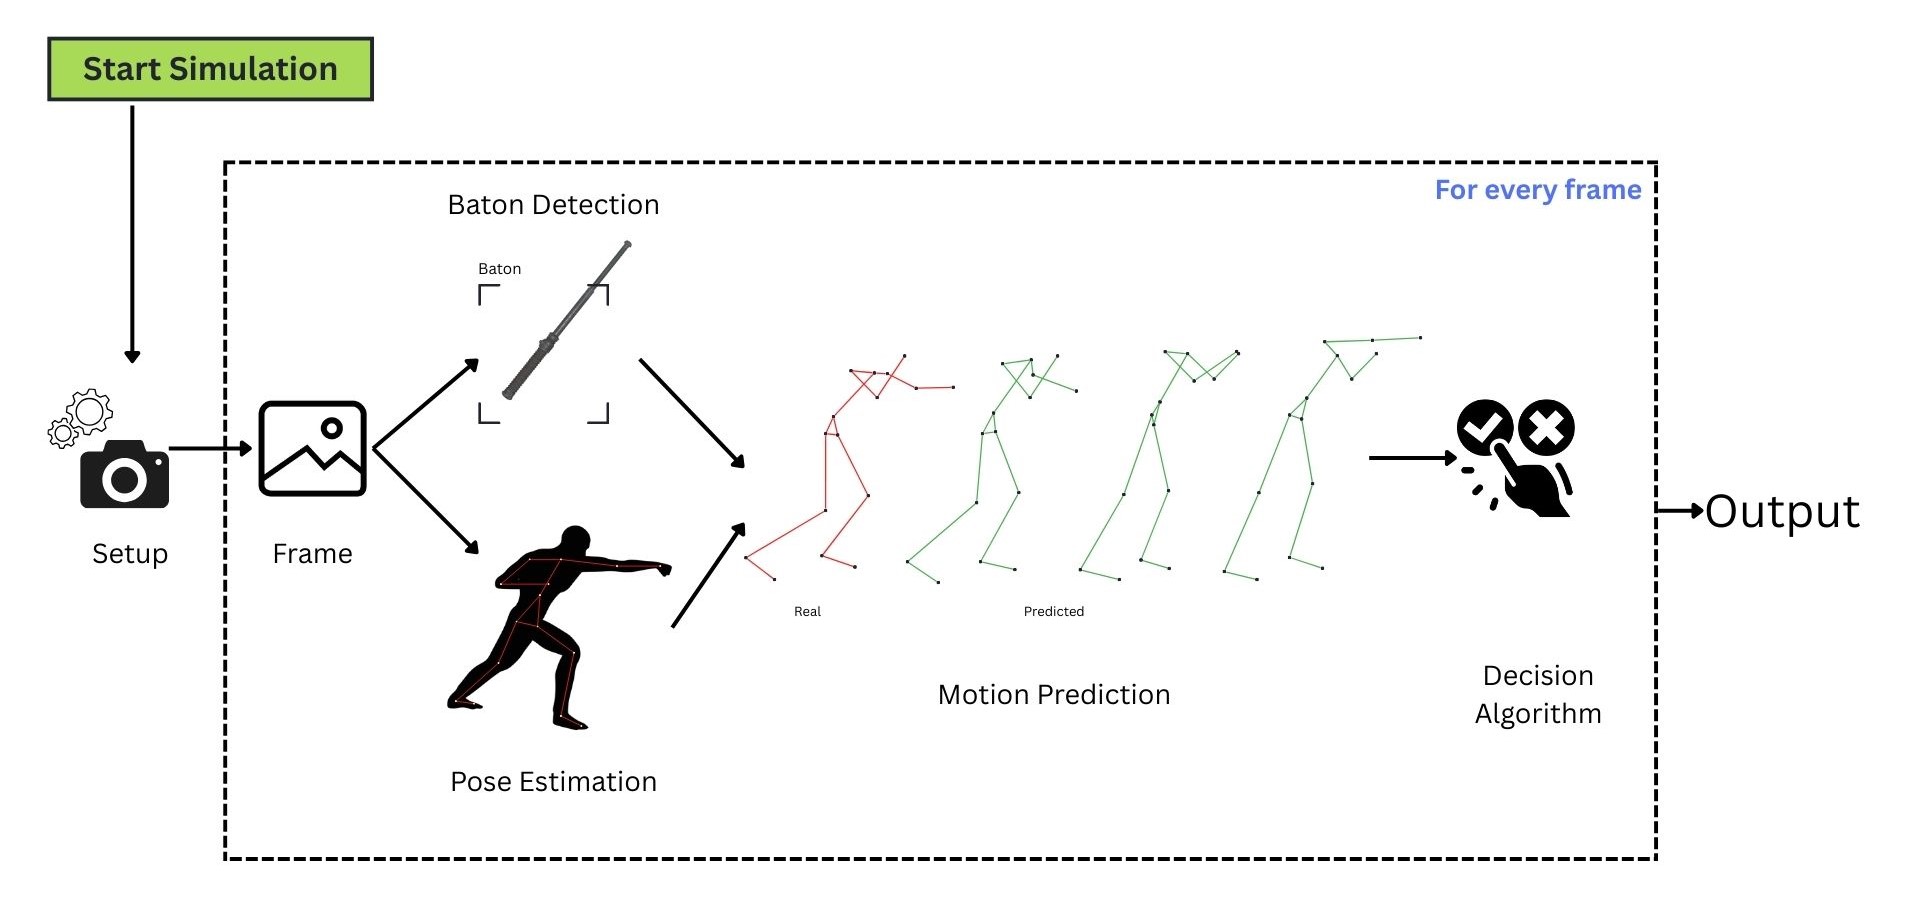 Start Simulation
For every frame
Baton Detection
Baton
Setup
Frame
Output
Real
Predicted
Motion Prediction
Decision
Algorithm
Pose Estimation